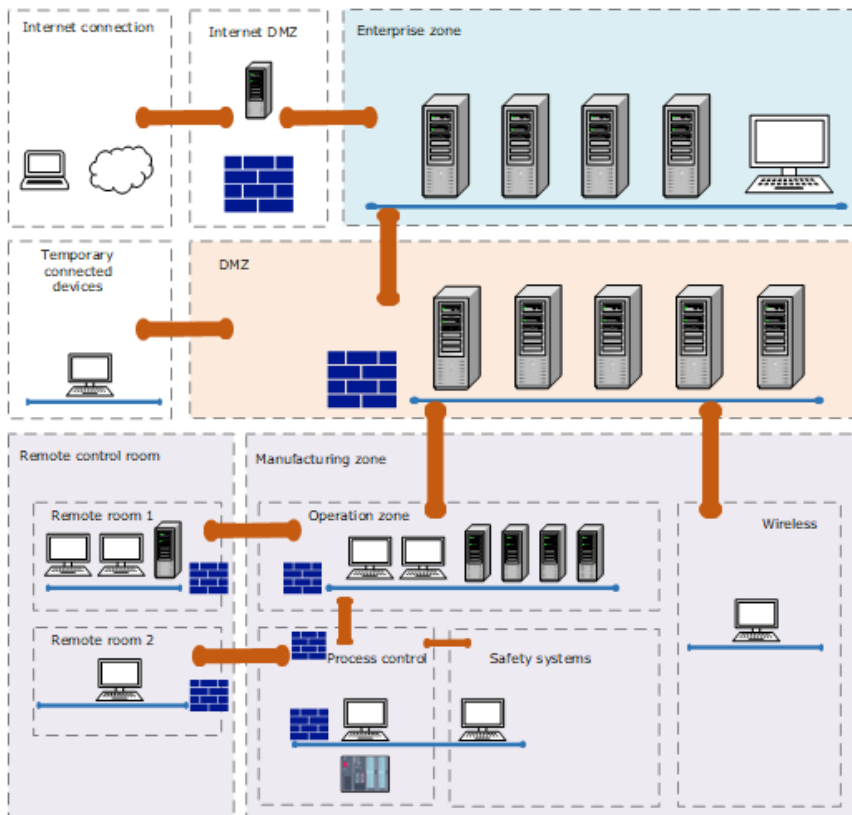 Internet connection
Internet DMZ
Enterprise zone
Temporary
connected
devices
DMZ
Remote control room
Manufacturing zone
Remote room 1
Operation zone
Wireless
Remote room 2
Process control
Safety systems